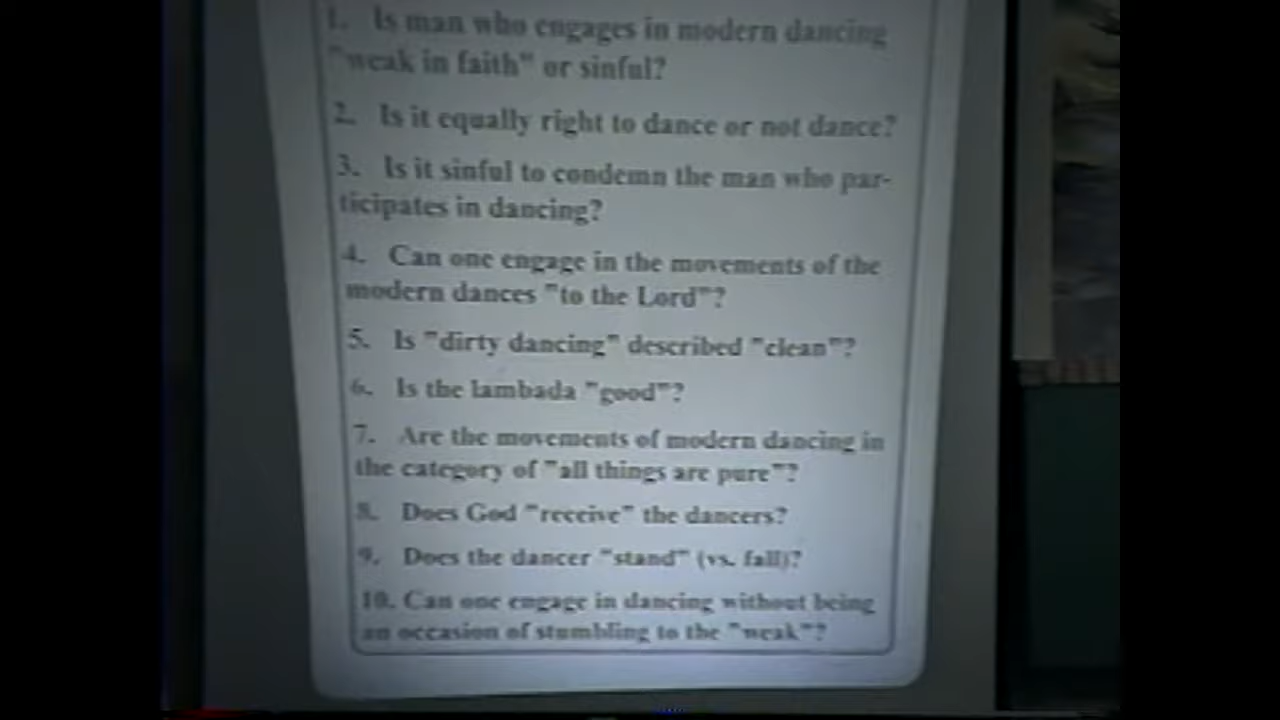 1. Is man who engages in modern dancing
"weak in faith" or sinful?
2. Is it equally right to dance or not dance?
3. Is it sinful to condemn the man who par-
ticipates in dancing?
4. Can one engage in the movements of the
modern dances "to the Lord"?
5. Is "dirty dancing" described "clean"?
6. Is the lambada "good"?
7. Are the movements of modern dancing in
the category of "all things are pure"?
8. Does God "receive" the dancers?
9. Does the dancer "stand" (vs. fall)?
10. Can one engage in dancing without being
an occasion of stumbling to the "weak"?